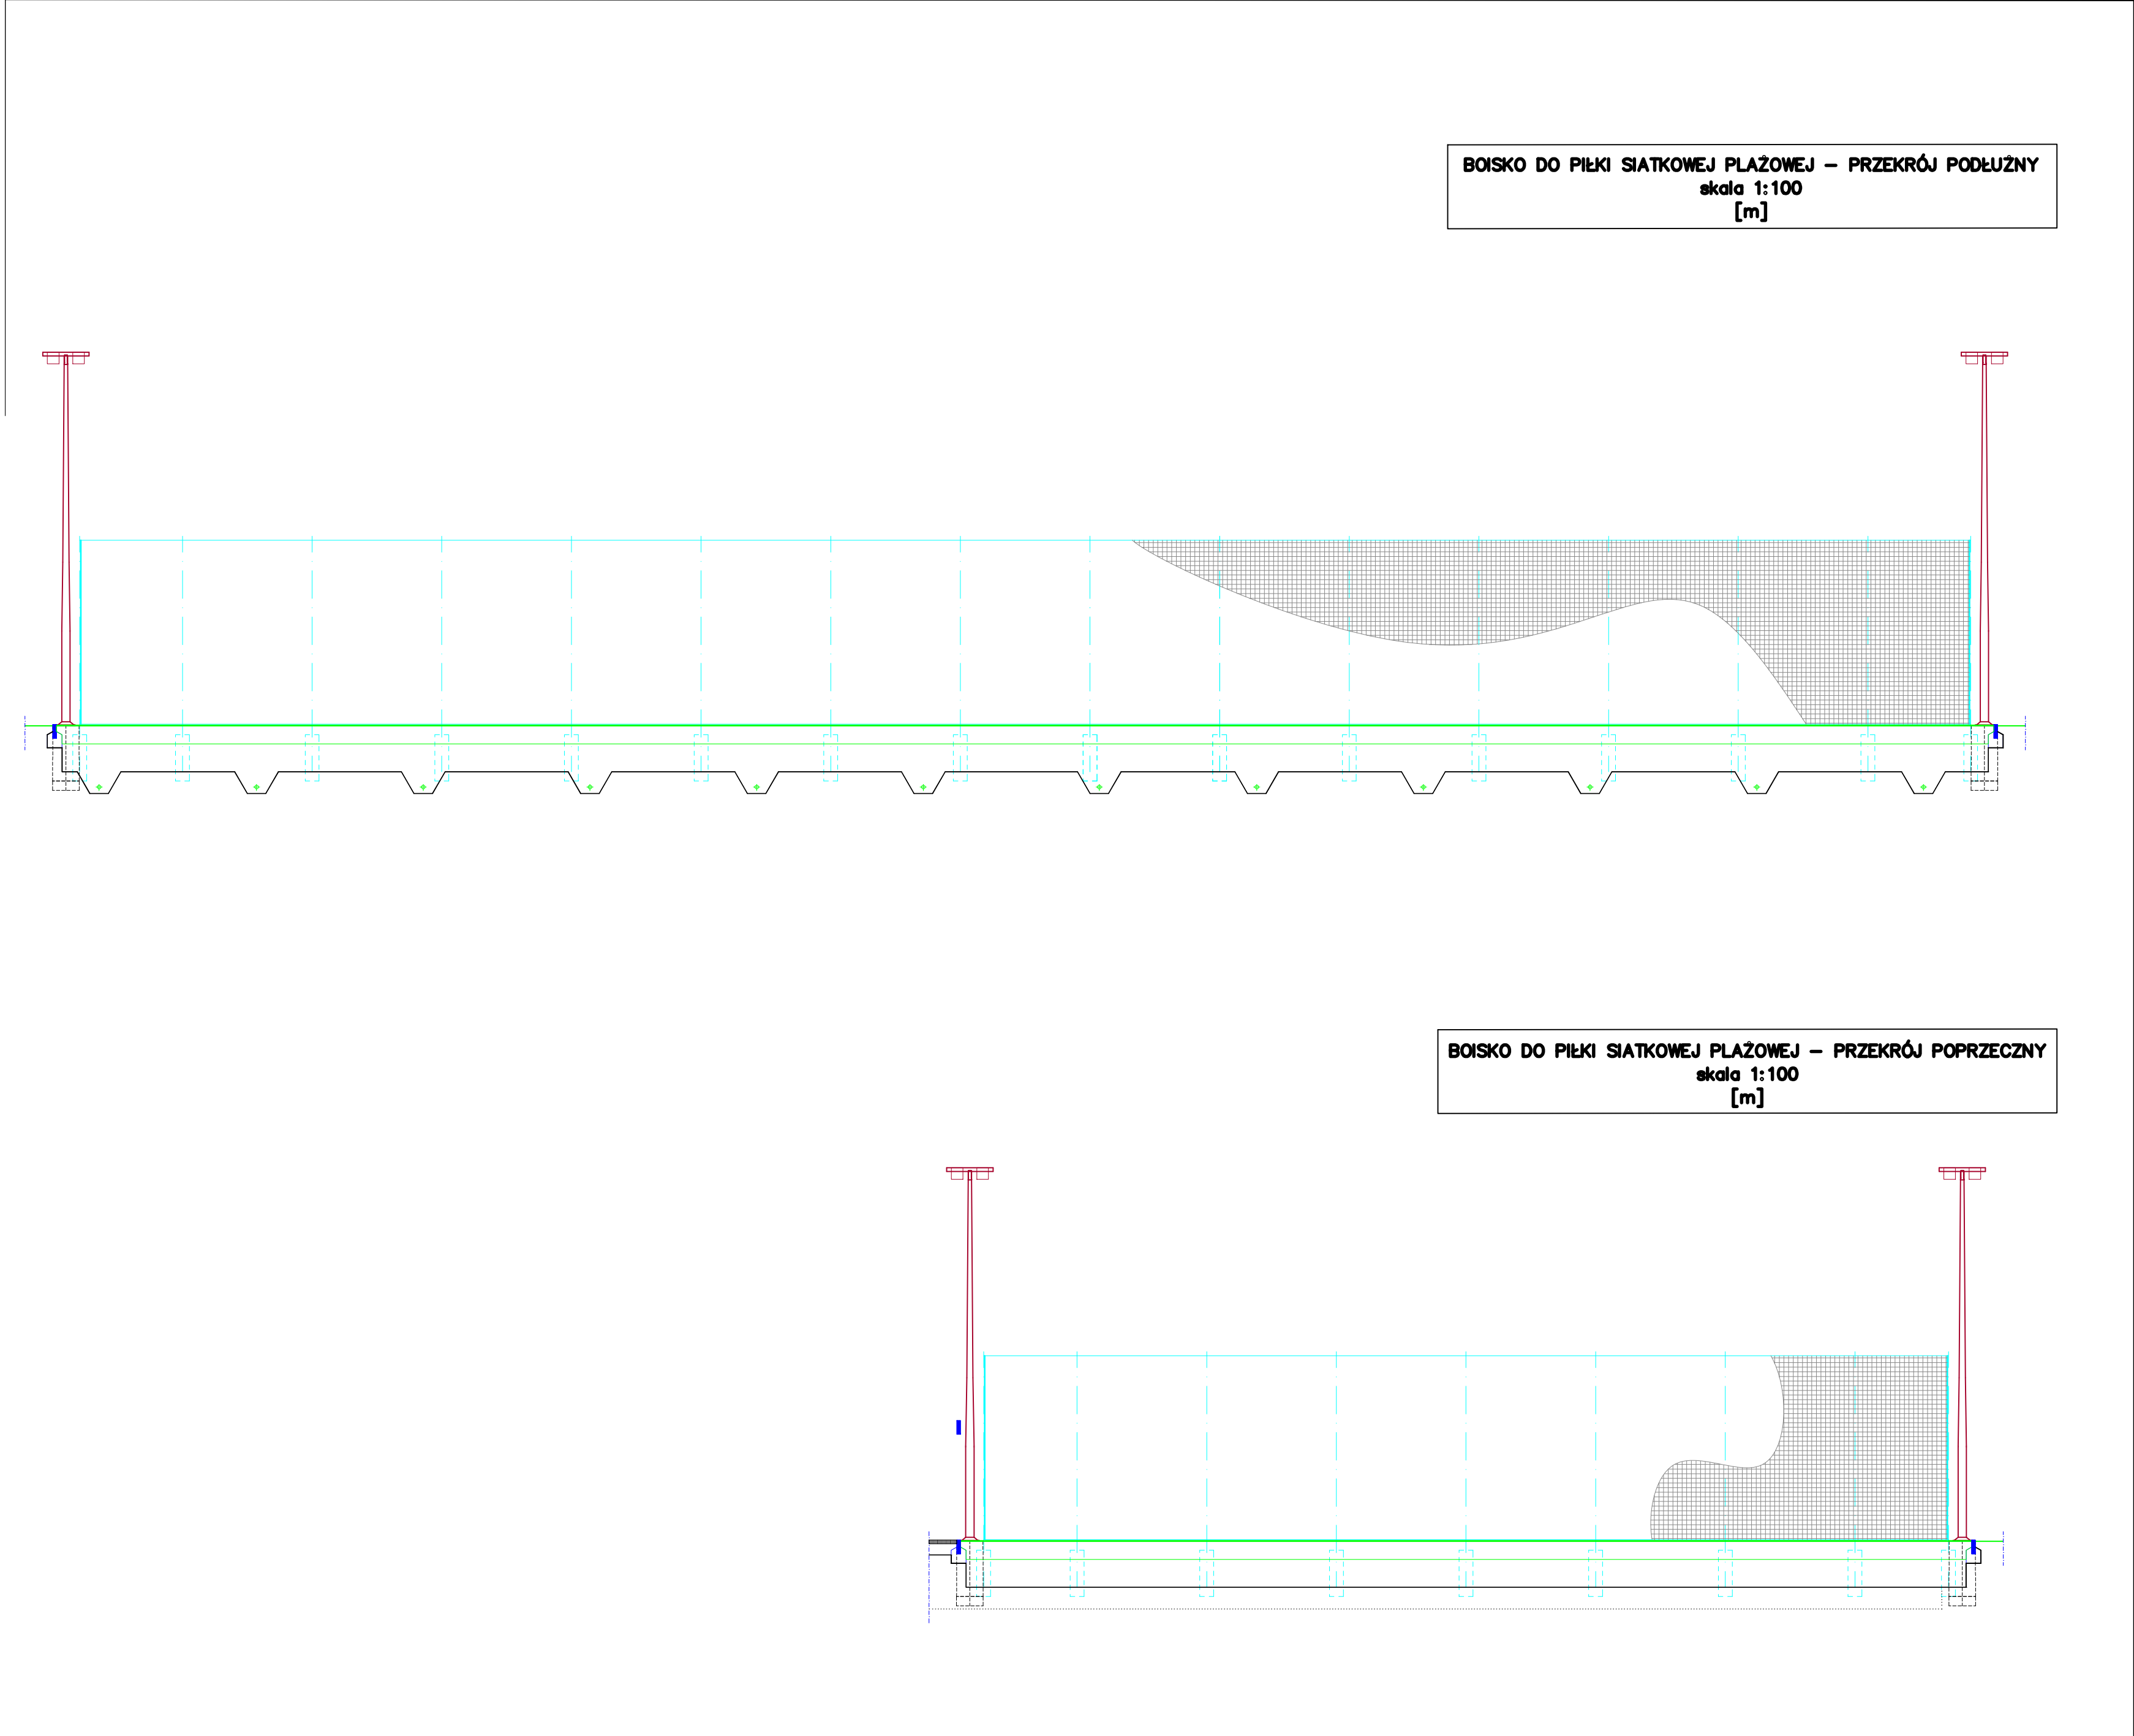 BOISKO DO PIŁKI SIATKOWEJ PLAŻOWEJ – PRZEKRÓJ PODŁUŻNY
skala 1:100
[m]
BOISKO DO PIŁKI SIATKOWEJ PLAŻOWEJ – PRZEKRÓJ POPRZECZNY
skala 1:100
[m]